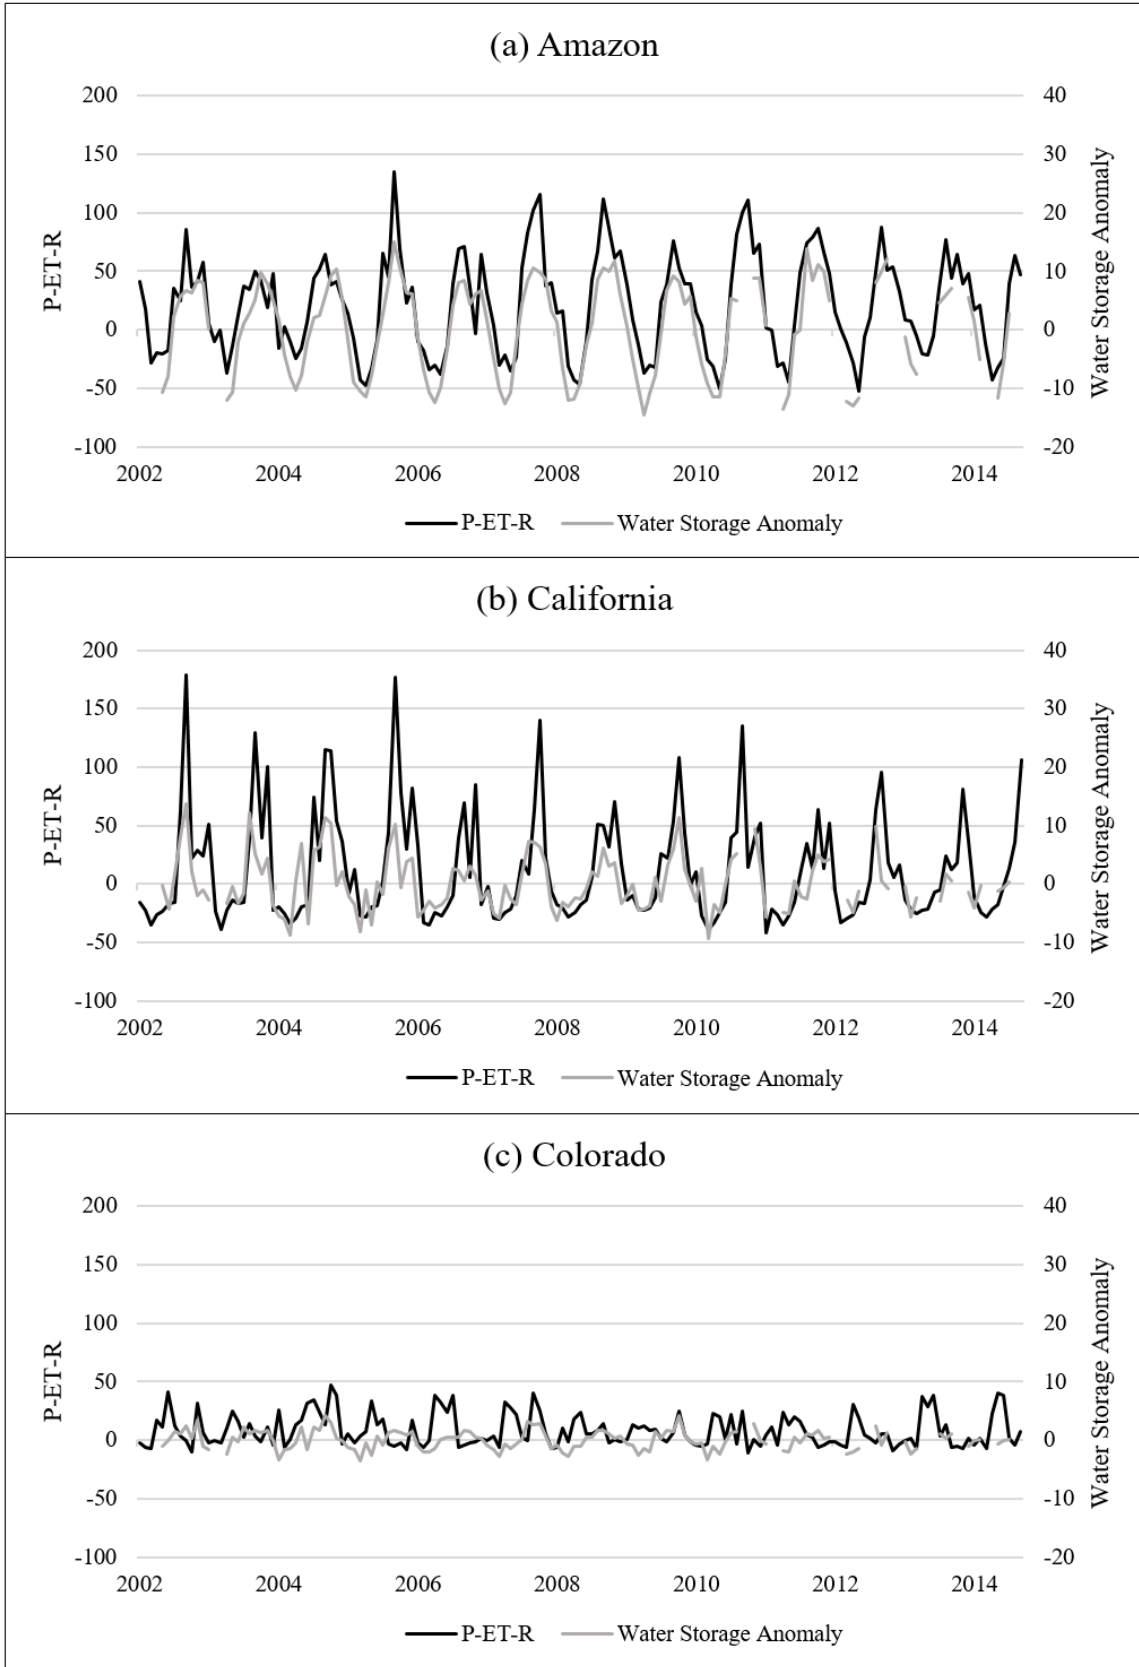 (a) Amazon
200
150
100
50
0
-50
-100
P-ET-R
40
30
20
10
0
-10
-20
Water Storage Anomaly
2002 2004 2006 2008 2010 2012 2014
P-ET-R Water Storage Anomaly
(b) California
200
150
100
50
0
-50
-100
P-ET-R
40
30
20
10
0
-10
-20
Water Storage Anomaly
2002 2004 2006 2008 2010 2012 2014
P-ET-R Water Storage Anomaly
(c) Colorado
200
150
100
50
0
-50
-100
P-ET-R
40
30
20
10
0
-10
-20
Water Storage Anomaly
2002 2004 2006 2008 2010 2012 2014
P-ET-R Water Storage Anomaly